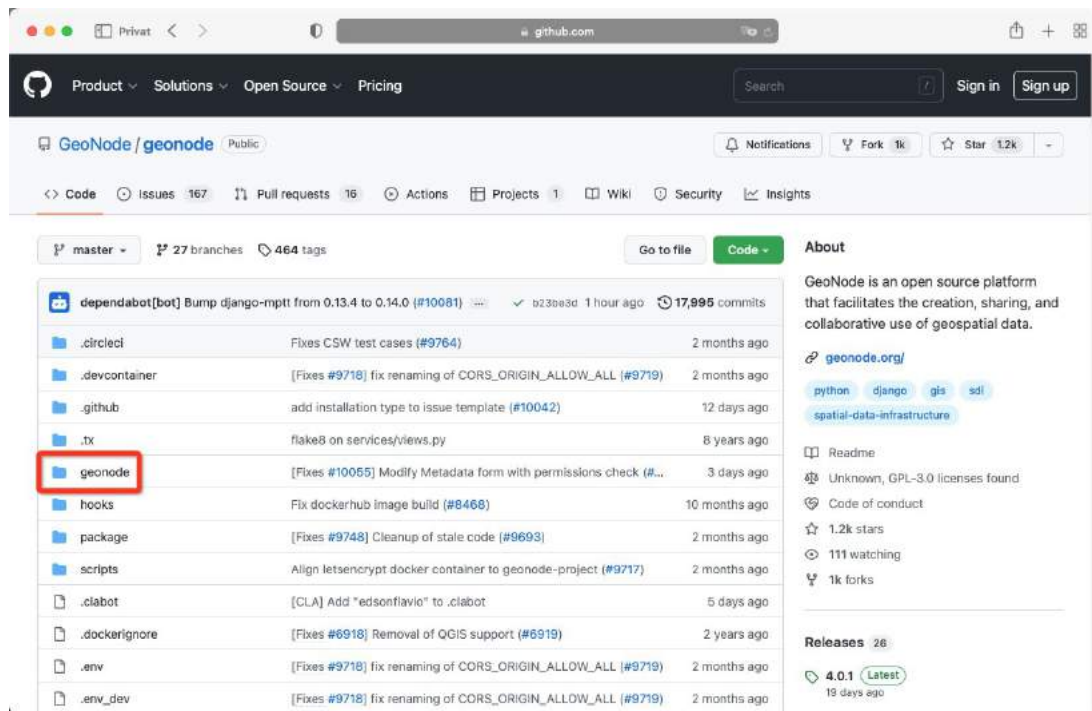 Privat
github.com
Product Solutions Open Source Pricing
Search / Sign in Sign up
GeoNode / geonode Public
Notifications Fork 1k Star 1.2k
<> Code Issues 167 Pull requests 16 Actions Projects 1 Wiki Security Insights
master 27 branches 464 tags Go to file Code
dependabot[bot] Bump django-mptt from 0.13.4 to 0.14.0 (#10081) ... b23be3d 1 hour ago 17,995 commits
.circleci Fixes CSW test cases (#9764) 2 months ago
.devcontainer [Fixes #9718] fix renaming of CORS_ORIGIN_ALLOW_ALL (#9719) 2 months ago
.github add installation type to issue template (#10042) 12 days ago
.tx flake8 on services/views.py 8 years ago
geonode [Fixes #10055] Modify Metadata form with permissions check (#... 3 days ago
hooks Fix dockerhub image build (#8468) 10 months ago
package [Fixes #9748] Cleanup of stale code (#9693) 2 months ago
scripts Align letsencrypt docker container to geonode-project (#9717) 2 months ago
.clabot [CLA] Add "edsonflavio" to .clabot 5 days ago
.dockerignore [Fixes #6918] Removal of QGIS support (#6919) 2 years ago
.env [Fixes #9718] fix renaming of CORS_ORIGIN_ALLOW_ALL (#9719) 2 months ago
.env_dev [Fixes #9718] fix renaming of CORS_ORIGIN_ALLOW_ALL (#9719) 2 months ago
About
GeoNode is an open source platform
that facilitates the creation, sharing, and
collaborative use of geospatial data.
geonode.org/
python django gis sdi
spatial-data-infrastructure
Readme
Unknown, GPL-3.0 licenses found
Code of conduct
1.2k stars
111 watching
1k forks
Releases 26
4.0.1 Latest
19 days ago